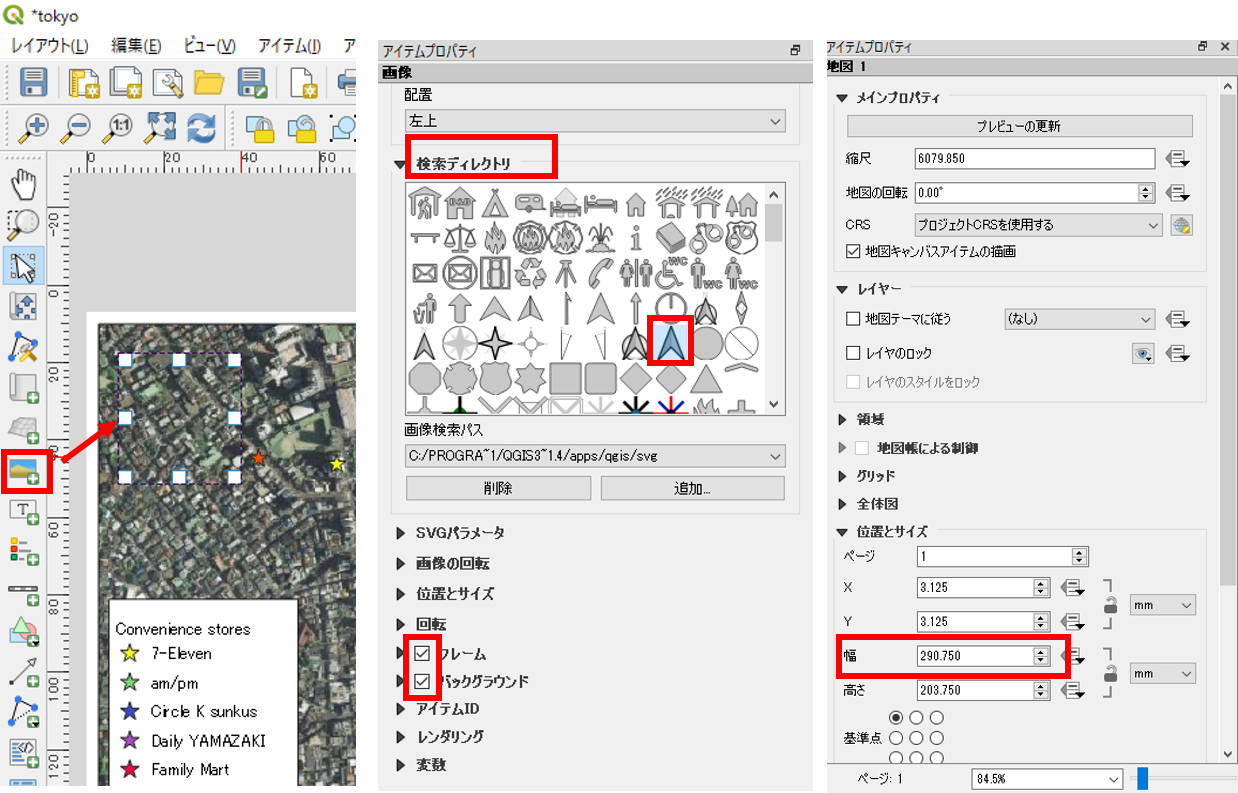 *tokyo
レイアウト(L) 編集(E) ビュー(V) アイテム(I) ア
1:1
0 20 40 60
-20
0
20
60
80
100
120
T
Convenience stores
7-Eleven
am/pm
Circle K sunkus
Daily YAMAZAKI
Family Mart
アイテムプロパティ
画像
配置
左上
検索ディレクトリ
B&B
WC
WC
WC
画像検索パス
C:/PROGRA~1/QGIS3~1.4/apps/qgis/svg
削除
追加...
SVGパラメータ
画像の回転
位置とサイズ
回転
フレーム
バックグラウンド
アイテムID
レンダリング
変数
アイテムプロパティ
地図 1
メインプロパティ
プレビューの更新
縮尺 6079.850
地図の回転 0.00°
CRS プロジェクトCRSを使用する
地図キャンバスアイテムの描画
レイヤー
地図テーマに従う (なし)
レイヤのロック
レイヤのスタイルをロック
領域
地図帳による制御
グリッド
全体図
位置とサイズ
ページ 1
X 3.125
mm
Y 3.125
幅 290.750
mm
高さ 203.750
基準点
ページ: 1 84.5%